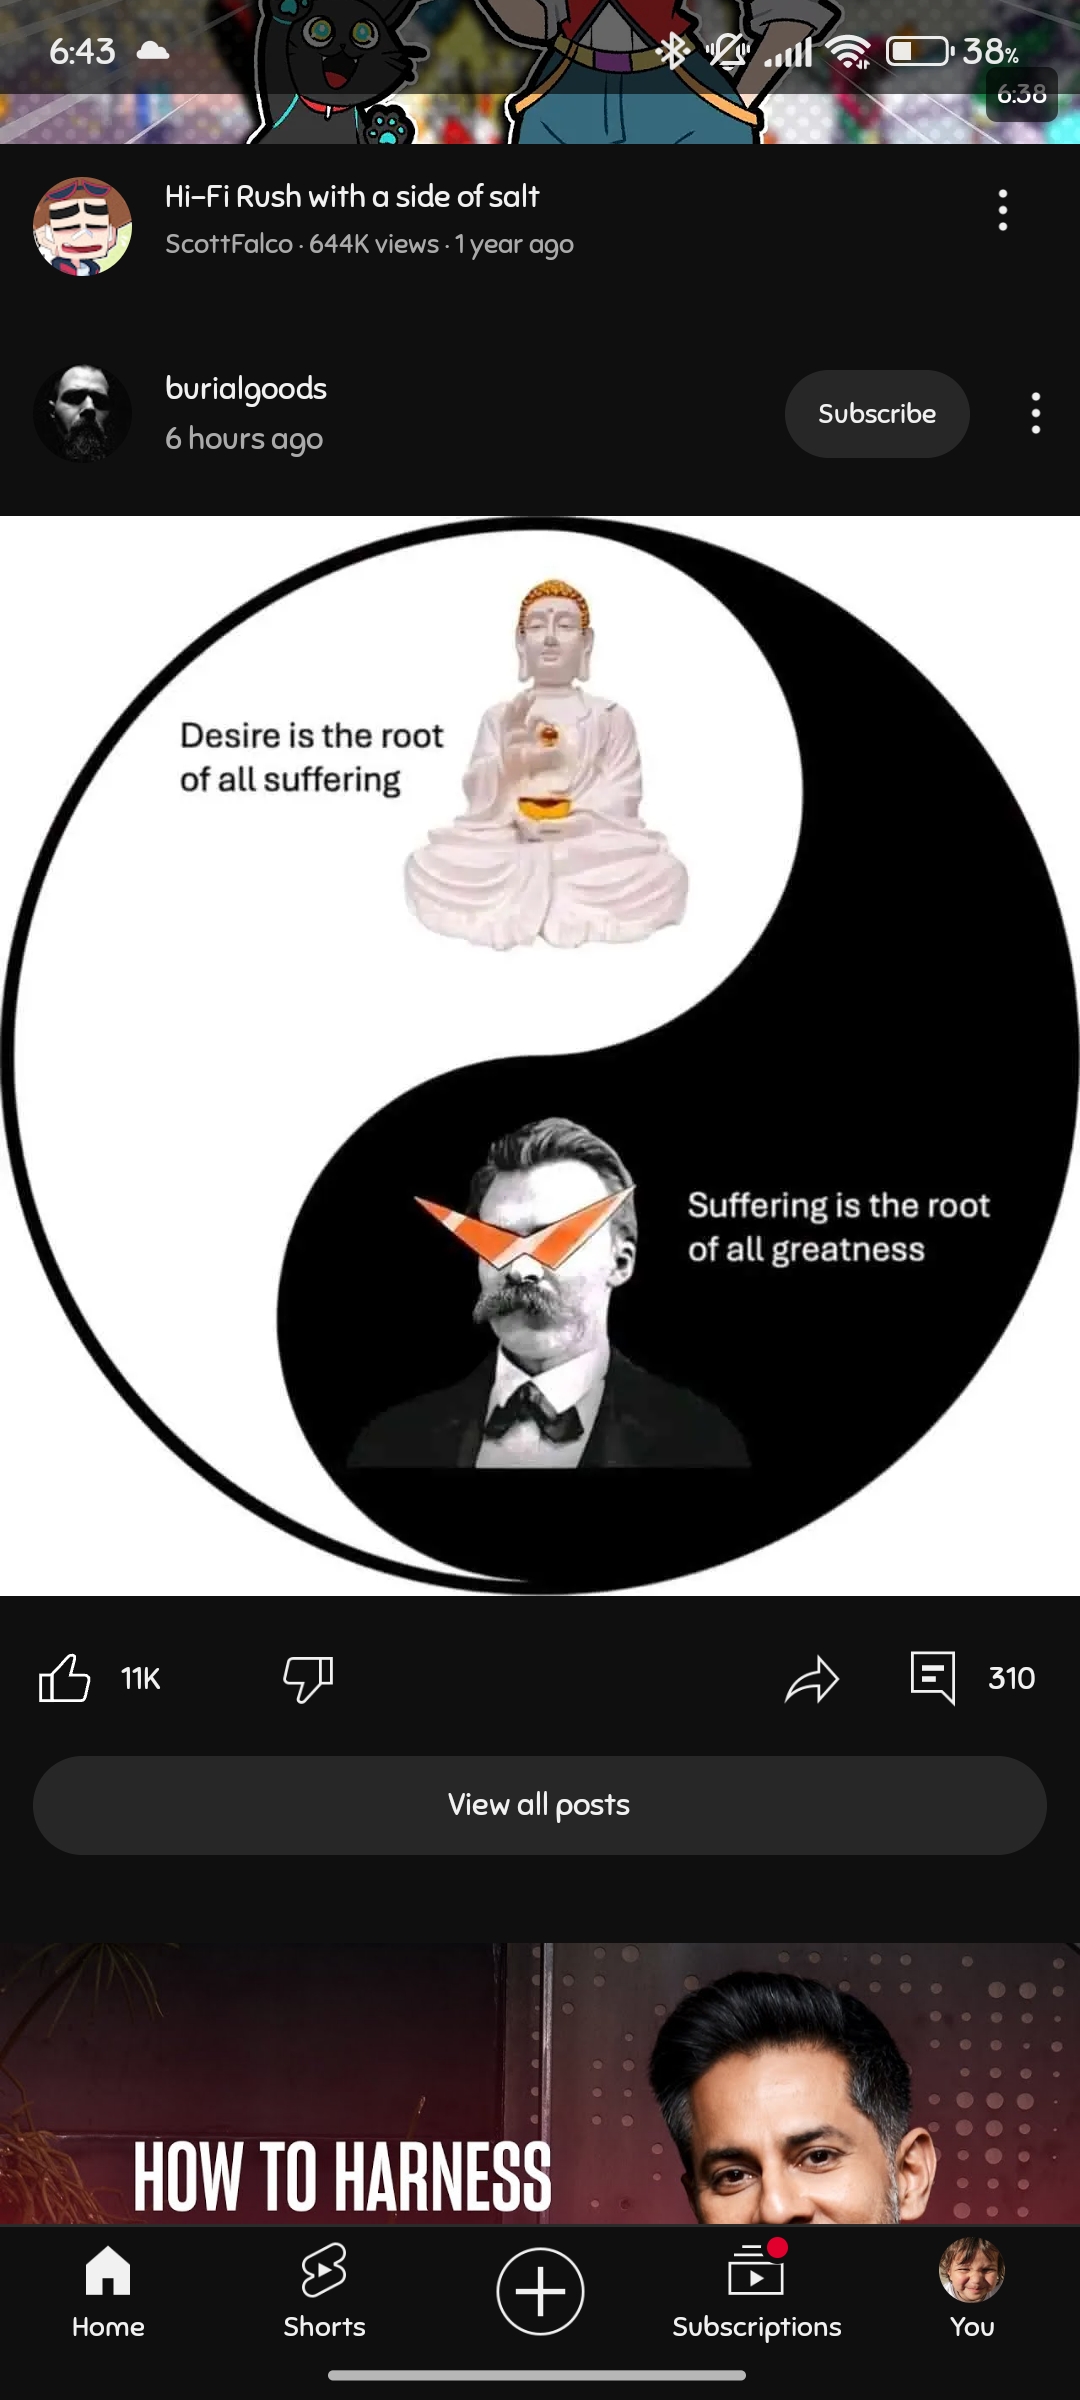 6:43
38%
6:38
Hi-Fi Rush with a side of salt
ScottFalco · 644K views · 1 year ago
burialgoods
6 hours ago
Subscribe
Desire is the root
of all suffering
Suffering is the root
of all greatness
11K
310
View all posts
HOW TO HARNESS
Home
Shorts
Subscriptions
You